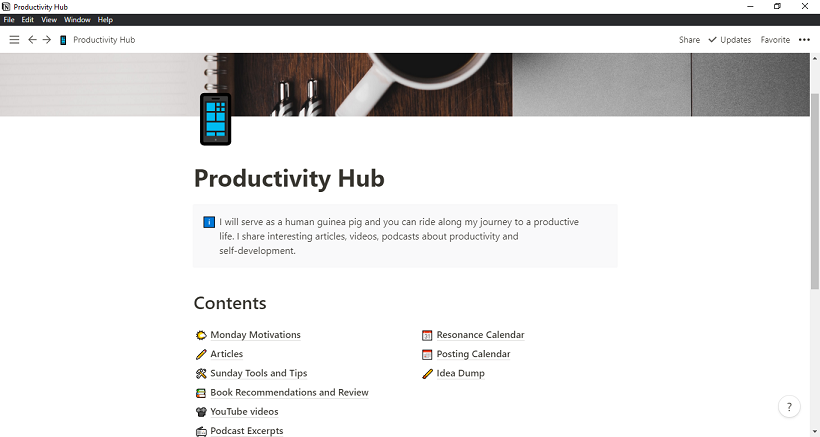 Productivity Hub
File Edit View Window Help
Productivity Hub
Share Updates Favorite
Productivity Hub
I will serve as a human guinea pig and you can ride along my journey to a productive
life. I share interesting articles, videos, podcasts about productivity and
self-development.
Contents
Monday Motivations
Articles
Sunday Tools and Tips
Book Recommendations and Review
YouTube videos
Podcast Excerpts
Resonance Calendar
Posting Calendar
Idea Dump
?